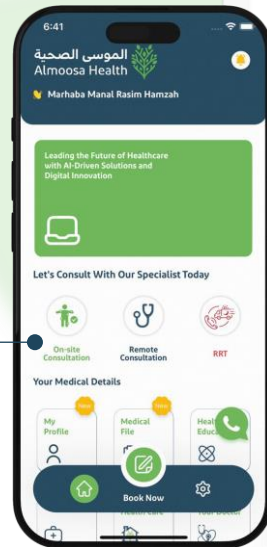 6:41
الموسى الصحية
Almoosa Health
Marhaba Manal Rasim Hamzah
Leading the Future of Healthcare
with AI-Driven Solutions and
Digital Innovation
Let's Consult With Our Specialist Today
On-site
Consultation
Remote
Consultation
RRT
Your Medical Details
New
New
My
Profile
Medical
File
Book Now
Your Doctor